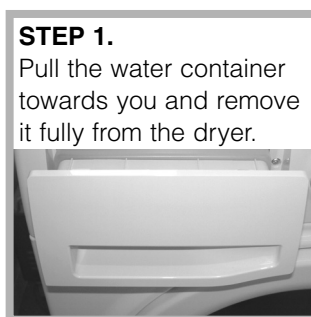 STEP 1.
Pull the water container
towards you and remove
it fully from the dryer.